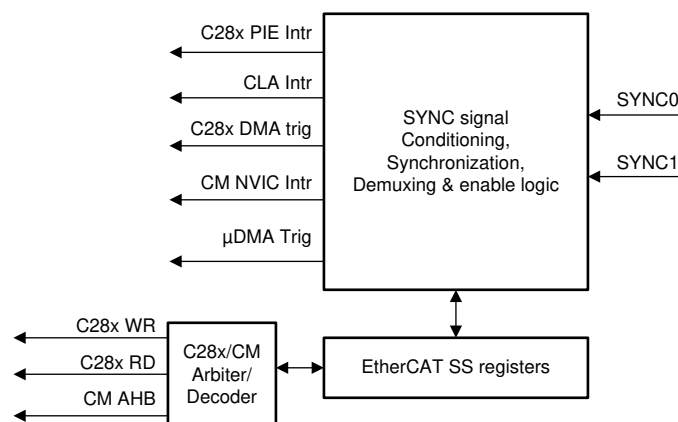 C28x PIE Intr
CLA Intr
C28x DMA trig
CM NVIC Intr
µDMA Trig
SYNC signal
Conditioning,
Synchronization,
Demuxing & enable logic
SYNC0
SYNC1
C28x WR
C28x RD
CM AHB
C28x/CM
Arbiter/
Decoder
EtherCAT SS registers